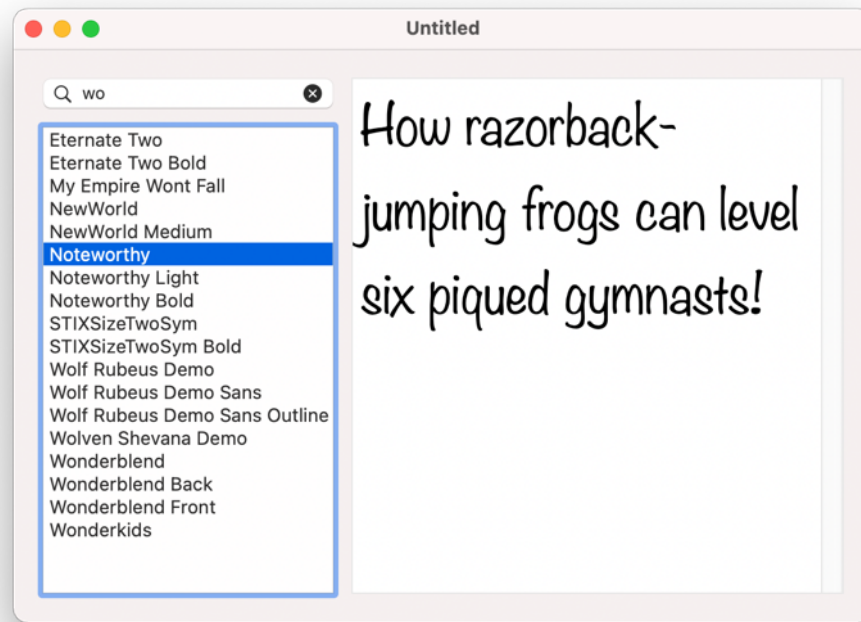 Untitled
wo
Eternate Two
Eternate Two Bold
My Empire Wont Fall
NewWorld
NewWorld Medium
Noteworthy
Noteworthy Light
Noteworthy Bold
STIXSizeTwoSym
STIXSizeTwoSym Bold
Wolf Rubeus Demo
Wolf Rubeus Demo Sans
Wolf Rubeus Demo Sans Outline
Wolven Shevana Demo
Wonderblend
Wonderblend Back
Wonderblend Front
Wonderkids
How razorback-
jumping frogs can level
six piqued gymnasts!